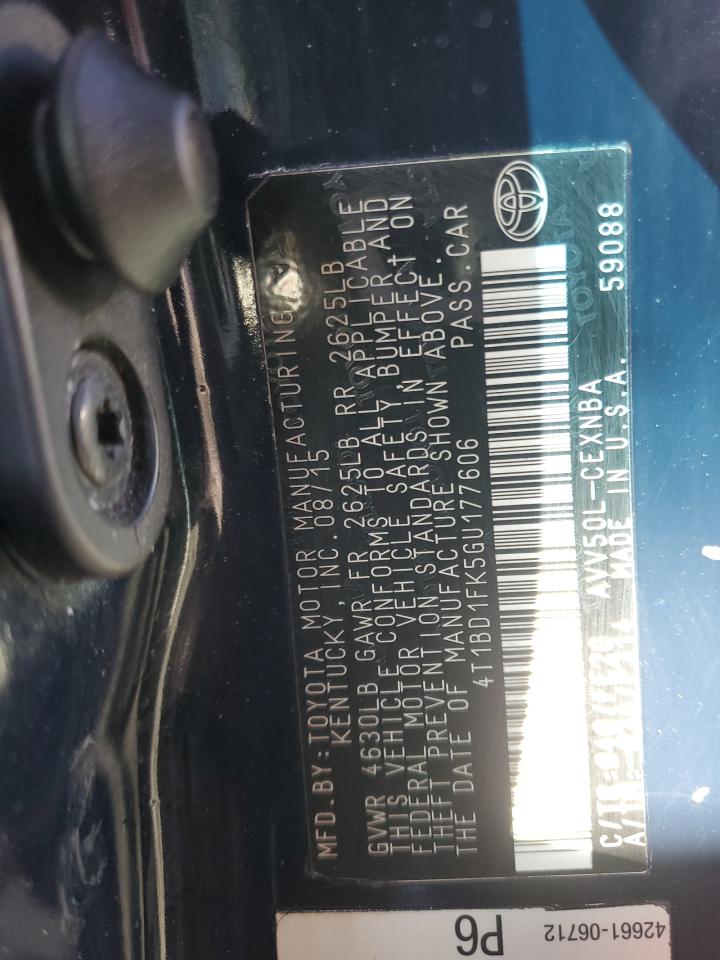 MFD.BY:TOYOTA MOTOR MANUFACTURING,
KENTUCKY, INC. 08/15
GVWR 4630LB GAWR FR 2625LB RR 2625LB
THIS VEHICLE CONFORMS TO ALL APPLICABLE
FEDERAL MOTOR VEHICLE SAFETY, BUMPER, AND
THEFT PREVENTION STANDARDS IN EFFECT ON
THE DATE OF MANUFACTURE SHOWN ABOVE.
4T1BD1FK5GU177606 PASS.CAR
C/TR:
AVV50L-CEXNBA 59088
A/TM:
MADE IN U.S.A.
P6
42661-06712